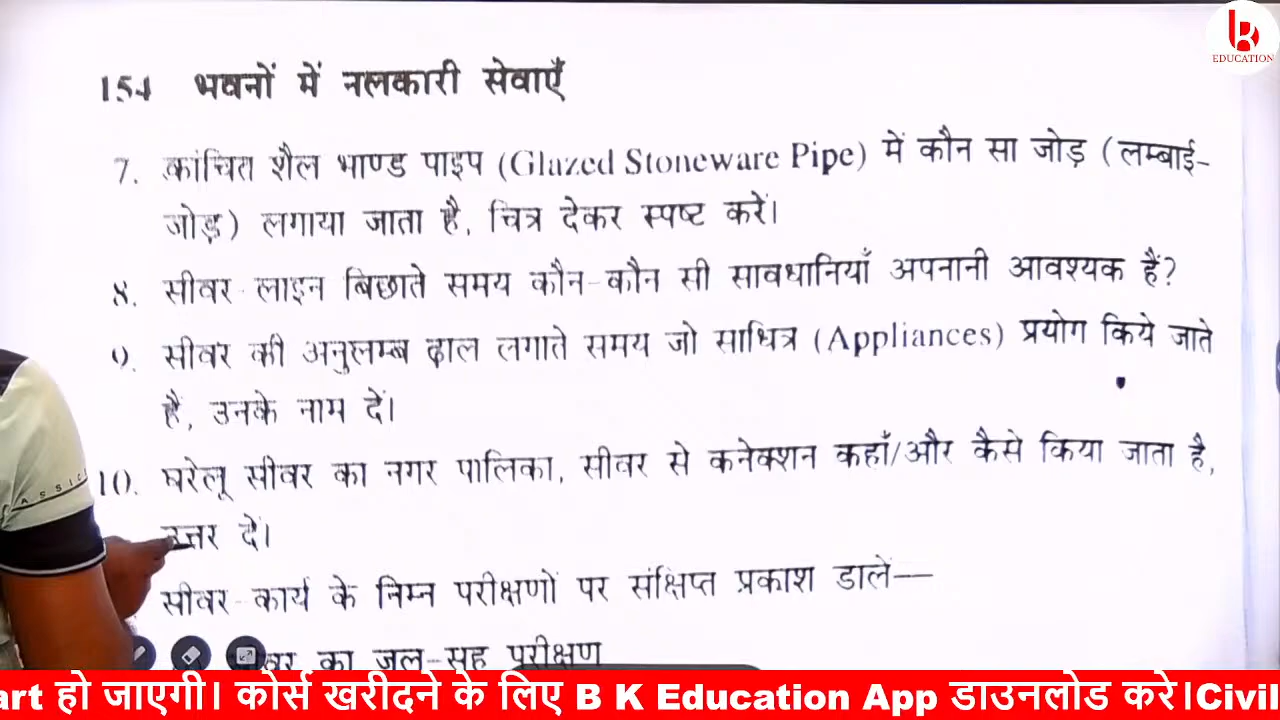 B
EDUCATION
154 भवनों में नलकारी सेवाएँ
7. कांचित शैल भाण्ड पाइप (Glazed Stoneware Pipe) में कौन सा जोड़ (लम्बाई-
जोड़) लगाया जाता है, चित्र देकर स्पष्ट करें।
8. सीवर लाइन बिछाते समय कौन-कौन सी सावधानियाँ अपनानी आवश्यक हैं?
9. सीवर की अनुलम्ब ढाल लगाते समय जो साधित्र (Appliances) प्रयोग किये जाते
हैं, उनके नाम दें।
10. घरेलू सीवर का नगर पालिका, सीवर से कनेक्शन कहाँ/और कैसे किया जाता है,
उत्तर दें।
सीवर-कार्य के निम्न परीक्षणों पर संक्षिप्त प्रकाश डालें—
का जल-सह परीक्षण
art हो जाएगी। कोर्स खरीदने के लिए B K Education App डाउनलोड करे।Civil